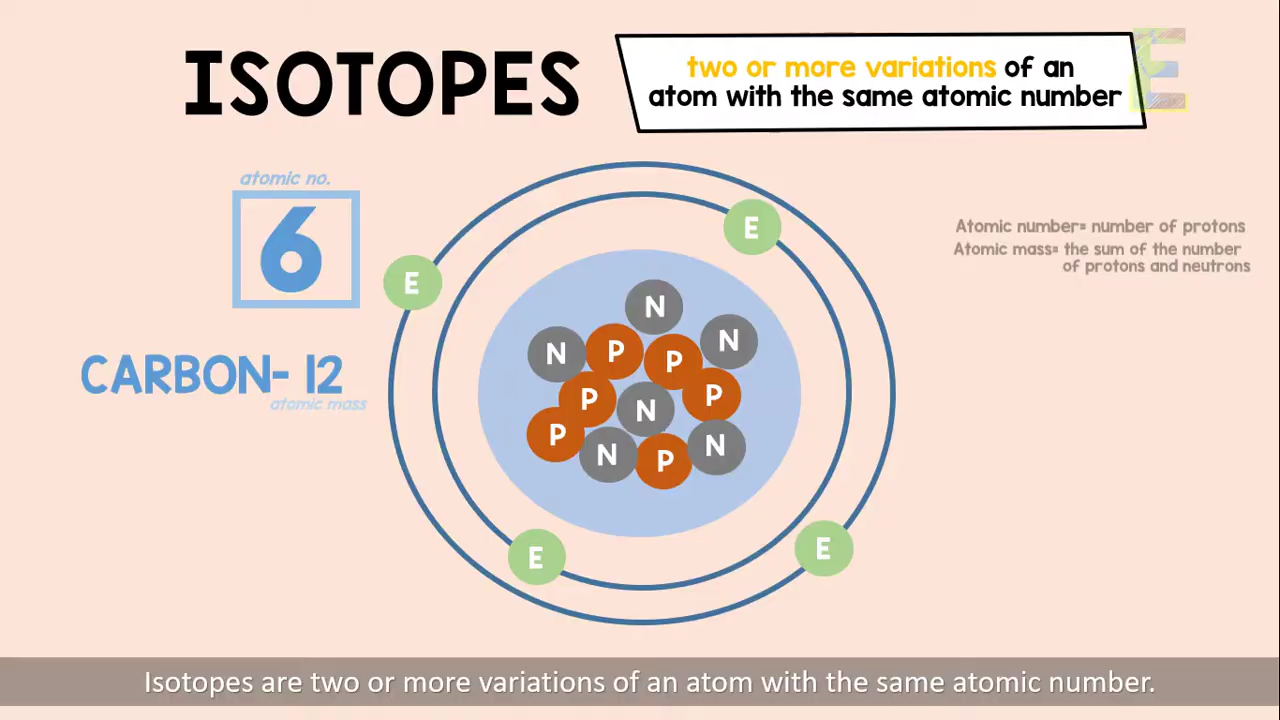 ISOTOPES
two or more variations of an
atom with the same atomic number
E
atomic no.
6
Atomic number= number of protons
Atomic mass= the sum of the number
of protons and neutrons
CARBON- 12
atomic mass
E
E
N
N
N
P
P
P
N
P
P
N
P
N
E
E
Isotopes are two or more variations of an atom with the same atomic number.